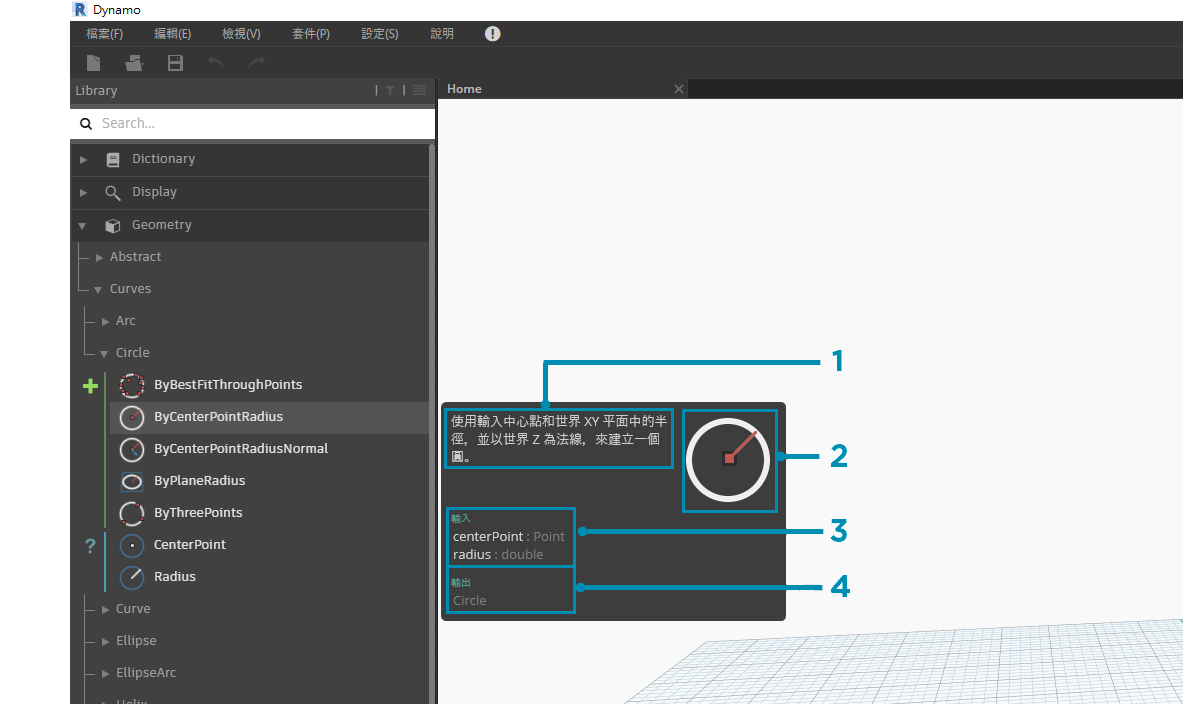 Dynamo
檔案(F) 編輯(E) 檢視(V) 套件(P) 設定(S) 說明
Library
Home
Search...
Dictionary
Display
Geometry
Abstract
Curves
Arc
Circle
ByBestFitThroughPoints
ByCenterPointRadius
ByCenterPointRadiusNormal
ByPlaneRadius
ByThreePoints
CenterPoint
Radius
Curve
Ellipse
EllipseArc
Helix
使用輸入中心點和世界 XY 平面中的半
徑，並以世界 Z 為法線，來建立一個
圓。
輸入
centerPoint : Point
radius : double
輸出
Circle
1
2
3
4